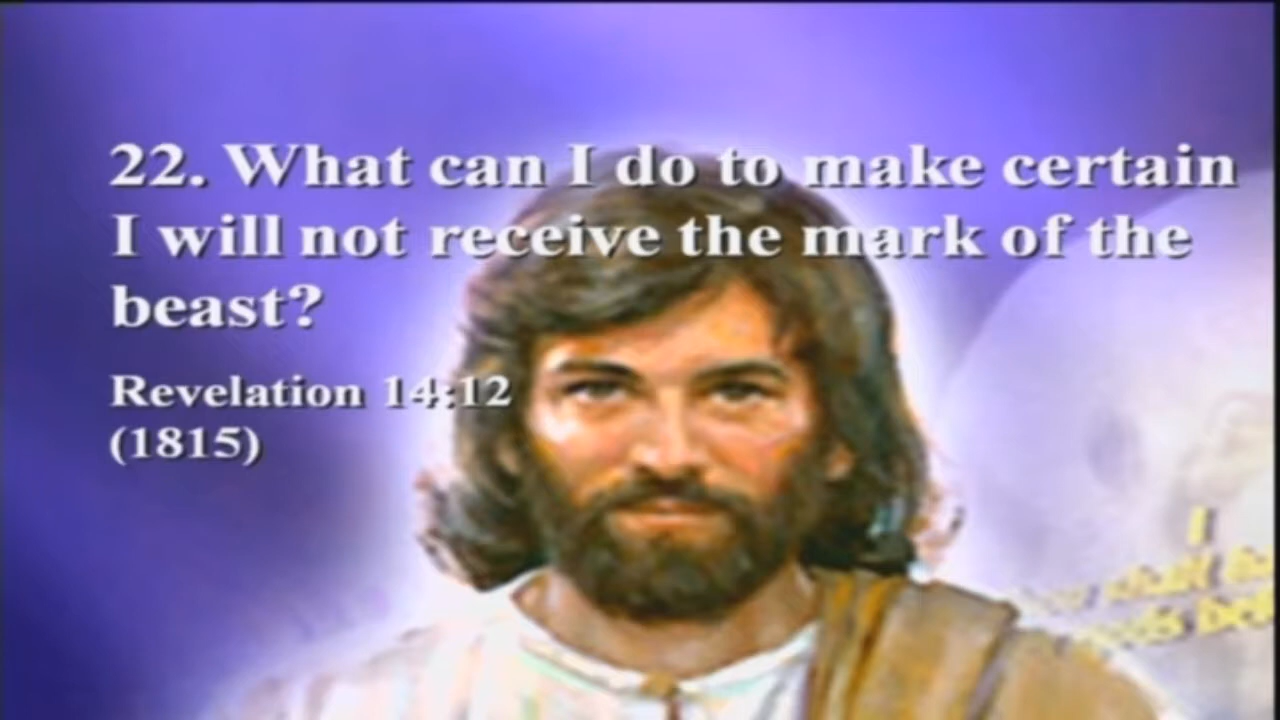 22. What can I do to make certain
I will not receive the mark of the
beast?
Revelation 14:12
(1815)
I
shalt